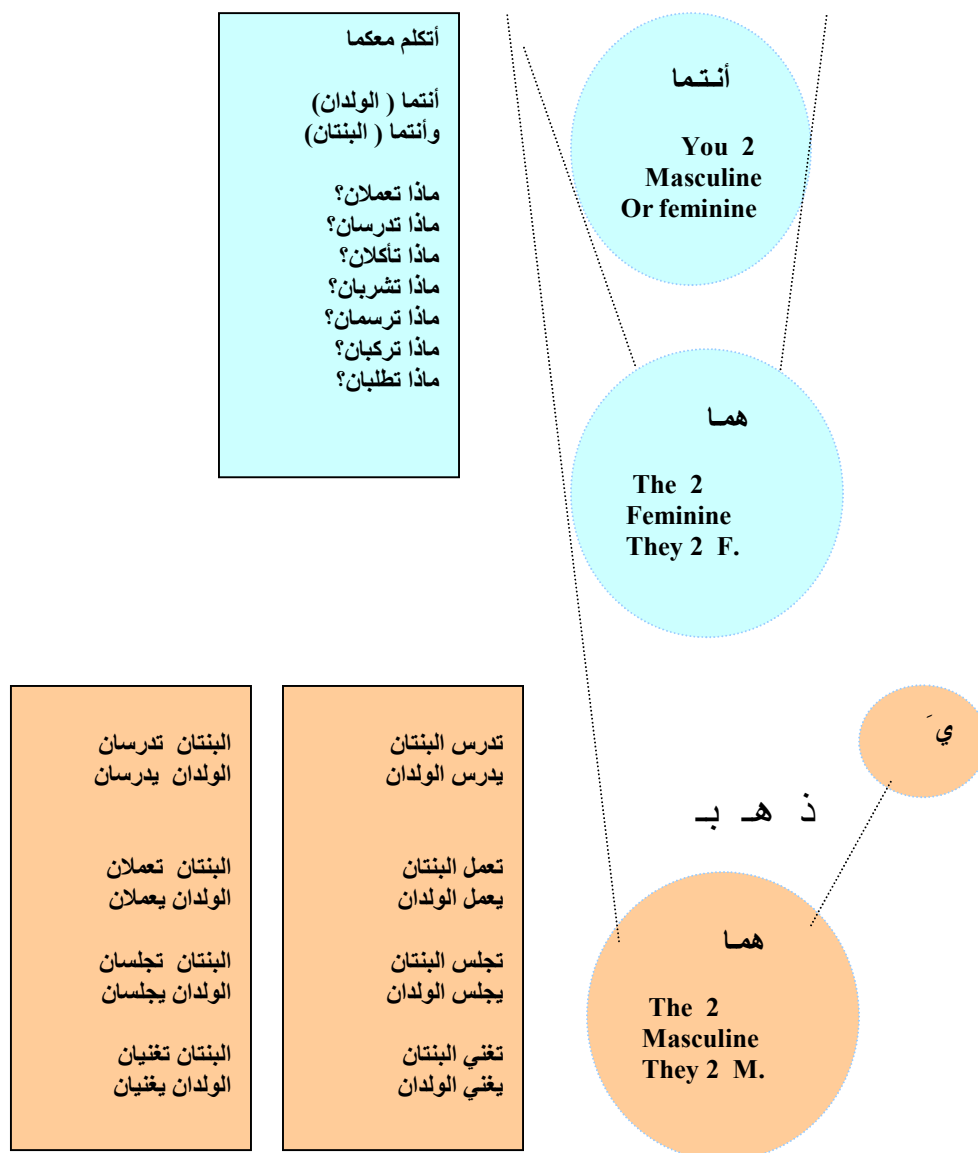 أنـتـمـا
You 2
Masculine
Or feminine
أتكلم معكما
أنتما ( الولدان)
وأنتما ( البنتان)
ماذا تعملان؟
ماذا تدرسان؟
ماذا تأكلان؟
ماذا تشربان؟
ماذا ترسمان؟
ماذا تركبان؟
ماذا تطلبان؟
همـا
The 2
Feminine
They 2 F.
يَ
ذ هـ بـ
همـا
The 2
Masculine
They 2 M.
تدرس البنتان
يدرس الولدان
تعمل البنتان
يعمل الولدان
تجلس البنتان
يجلس الولدان
تغني البنتان
يغني الولدان
البنتان تدرسان
الولدان يدرسان
البنتان تعملان
الولدان يعملان
البنتان تجلسان
الولدان يجلسان
البنتان تغنيان
الولدان يغنيان